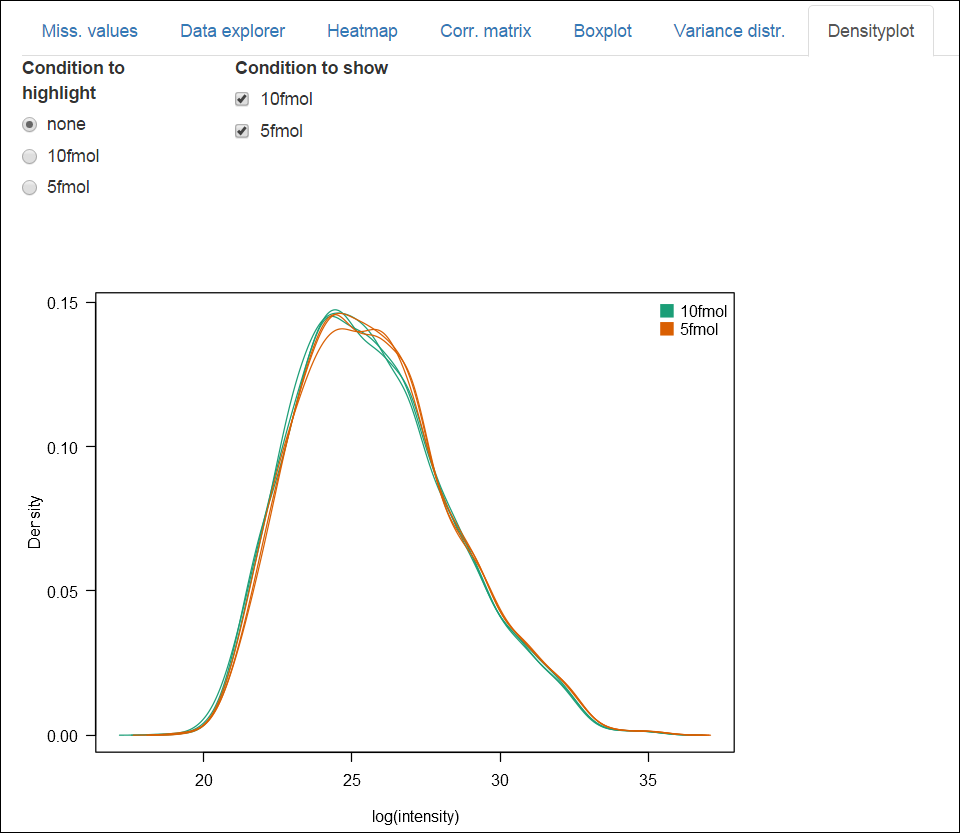 Miss. values Data explorer Heatmap Corr. matrix Boxplot Variance distr. Densityplot
Condition to
highlight
none
10fmol
5fmol
Condition to show
10fmol
5fmol
0.15
0.10
0.05
0.00
Density
10fmol
5fmol
20 25 30 35
log(intensity)